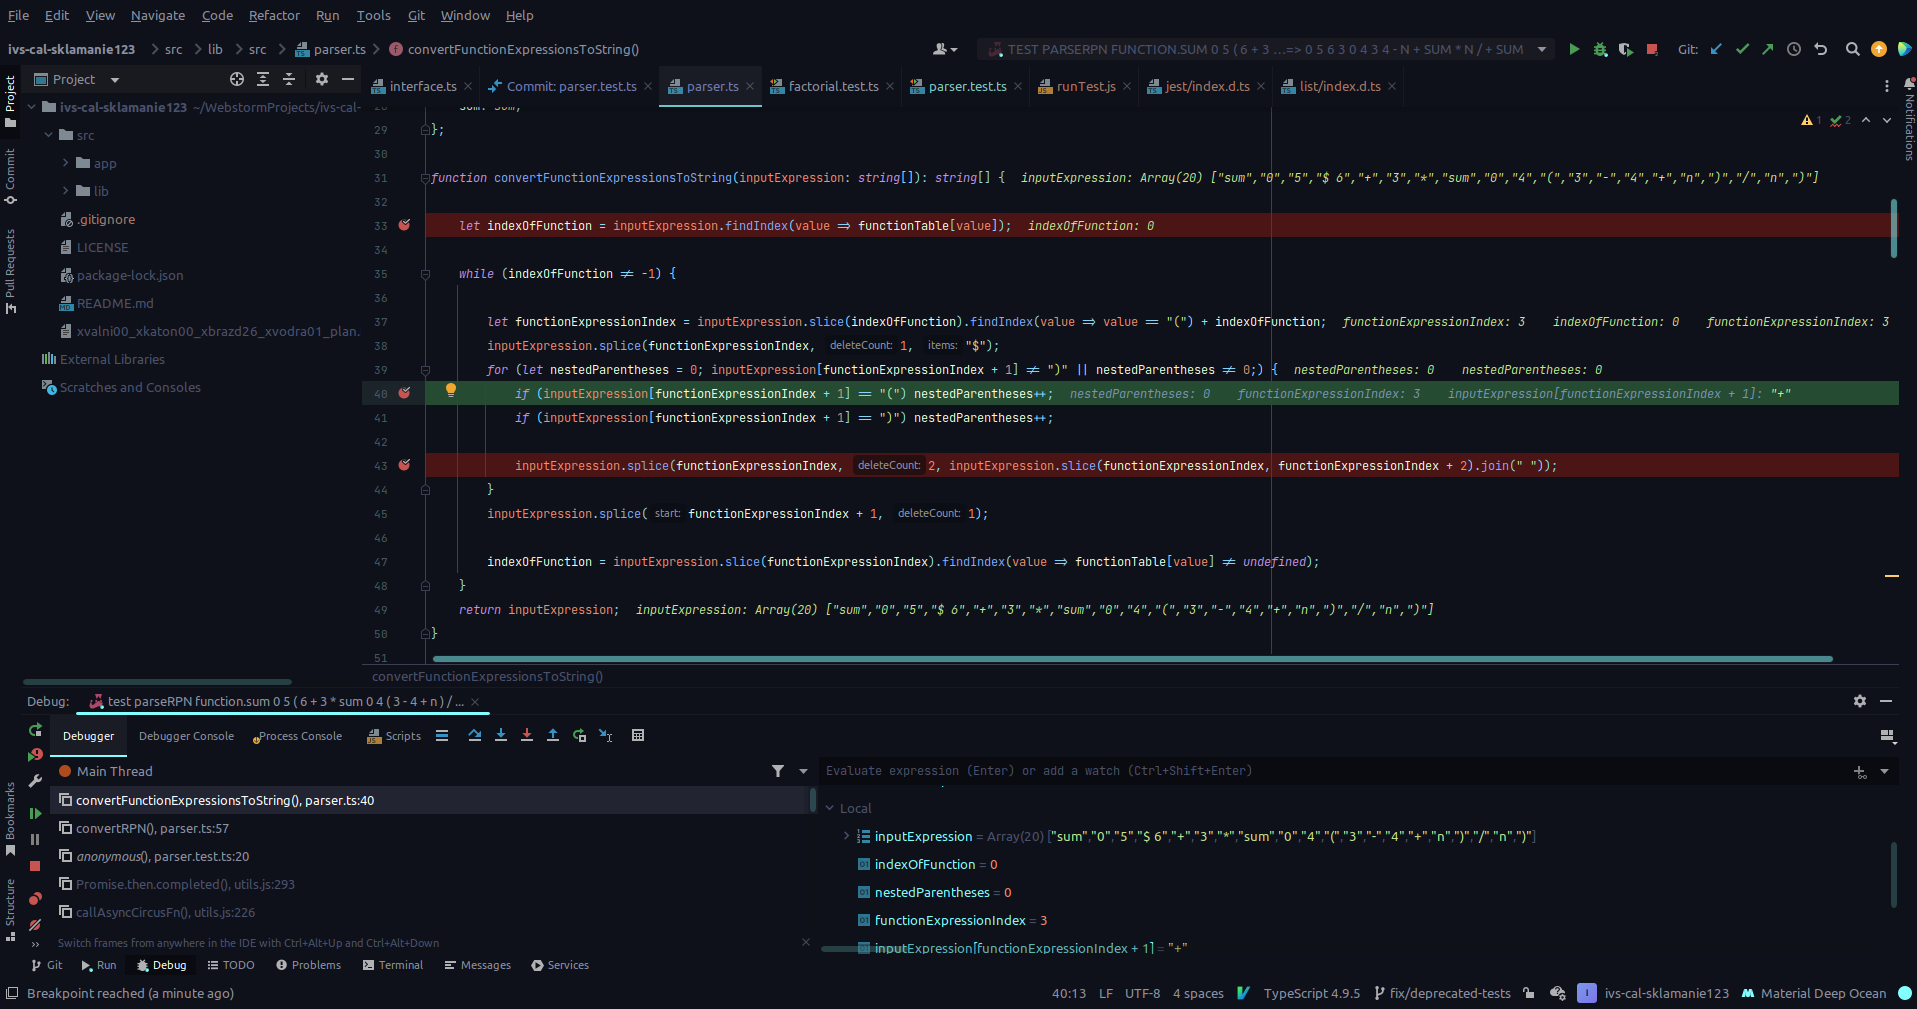 File Edit View Navigate Code Refactor Run Tools Git Window Help
ivs-cal-sklamanie123 src lib src parser.ts convertFunctionExpressionsToString() TEST PARSERPN FUNCTION.SUM 0 5 ( 6 + 3 ...=> 0 5 6 3 0 4 3 4 - N + SUM * N / + SUM Git:
Project
interface.ts Commit: parser.test.ts parser.ts factorial.test.ts parser.test.ts runTest.js jest/index.d.ts list/index.d.ts
ivs-cal-sklamanie123 ~/WebstormProjects/ivs-cal-
src
app
lib
.gitignore
LICENSE
package-lock.json
README.md
xvalni00_xkaton00_xbrazd26_xvodra01_plan.
External Libraries
Scratches and Consoles
Project
Commit
Pull Requests
Bookmarks
Structure
Notifications
1 2
28 sum: sum,
29 };
30
31 function convertFunctionExpressionsToString(inputExpression: string[]): string[] { inputExpression: Array(20) ["sum","0","5","$ 6","+","3","*","sum","0","4","(","3","-","4","+","n",")","/","n",")"]
32
33 let indexOfFunction = inputExpression.findIndex(value => functionTable[value]); indexOfFunction: 0
34
35 while (indexOfFunction ≠ -1) {
36
37 let functionExpressionIndex = inputExpression.slice(indexOfFunction).findIndex(value => value == "(") + indexOfFunction; functionExpressionIndex: 3 indexOfFunction: 0 functionExpressionIndex: 3
38 inputExpression.splice(functionExpressionIndex, deleteCount: 1, items: "$");
39 for (let nestedParentheses = 0; inputExpression[functionExpressionIndex + 1] ≠ ")" || nestedParentheses ≠ 0;) { nestedParentheses: 0 nestedParentheses: 0
40 if (inputExpression[functionExpressionIndex + 1] == "(") nestedParentheses++; nestedParentheses: 0 functionExpressionIndex: 3 inputExpression[functionExpressionIndex + 1]: "+"
41 if (inputExpression[functionExpressionIndex + 1] == ")") nestedParentheses++;
42
43 inputExpression.splice(functionExpressionIndex, deleteCount: 2, inputExpression.slice(functionExpressionIndex, functionExpressionIndex + 2).join(" "));
44 }
45 inputExpression.splice( start: functionExpressionIndex + 1, deleteCount: 1);
46
47 indexOfFunction = inputExpression.slice(functionExpressionIndex).findIndex(value => functionTable[value] ≠ undefined);
48 }
49 return inputExpression; inputExpression: Array(20) ["sum","0","5","$ 6","+","3","*","sum","0","4","(","3","-","4","+","n",")","/","n",")"]
50 }
51
convertFunctionExpressionsToString()
Debug: test parseRPN function.sum 0 5 ( 6 + 3 * sum 0 4 ( 3 - 4 + n ) / ...
Debugger Debugger Console Process Console Scripts
Main Thread
convertFunctionExpressionsToString(), parser.ts:40
convertRPN(), parser.ts:57
anonymous(), parser.test.ts:20
Promise.then.completed(), utils.js:293
callAsyncCircusFn(), utils.js:226
Switch frames from anywhere in the IDE with Ctrl+Alt+Up and Ctrl+Alt+Down
Evaluate expression (Enter) or add a watch (Ctrl+Shift+Enter)
Local
inputExpression = Array(20) ["sum","0","5","$ 6","+","3","*","sum","0","4","(","3","-","4","+","n",")","/","n",")"]
indexOfFunction = 0
nestedParentheses = 0
functionExpressionIndex = 3
inputExpression[functionExpressionIndex + 1] = "+"
Git Run Debug TODO Problems Terminal Messages Services
Breakpoint reached (a minute ago) 40:13 LF UTF-8 4 spaces TypeScript 4.9.5 fix/deprecated-tests I ivs-cal-sklamanie123 Material Deep Ocean